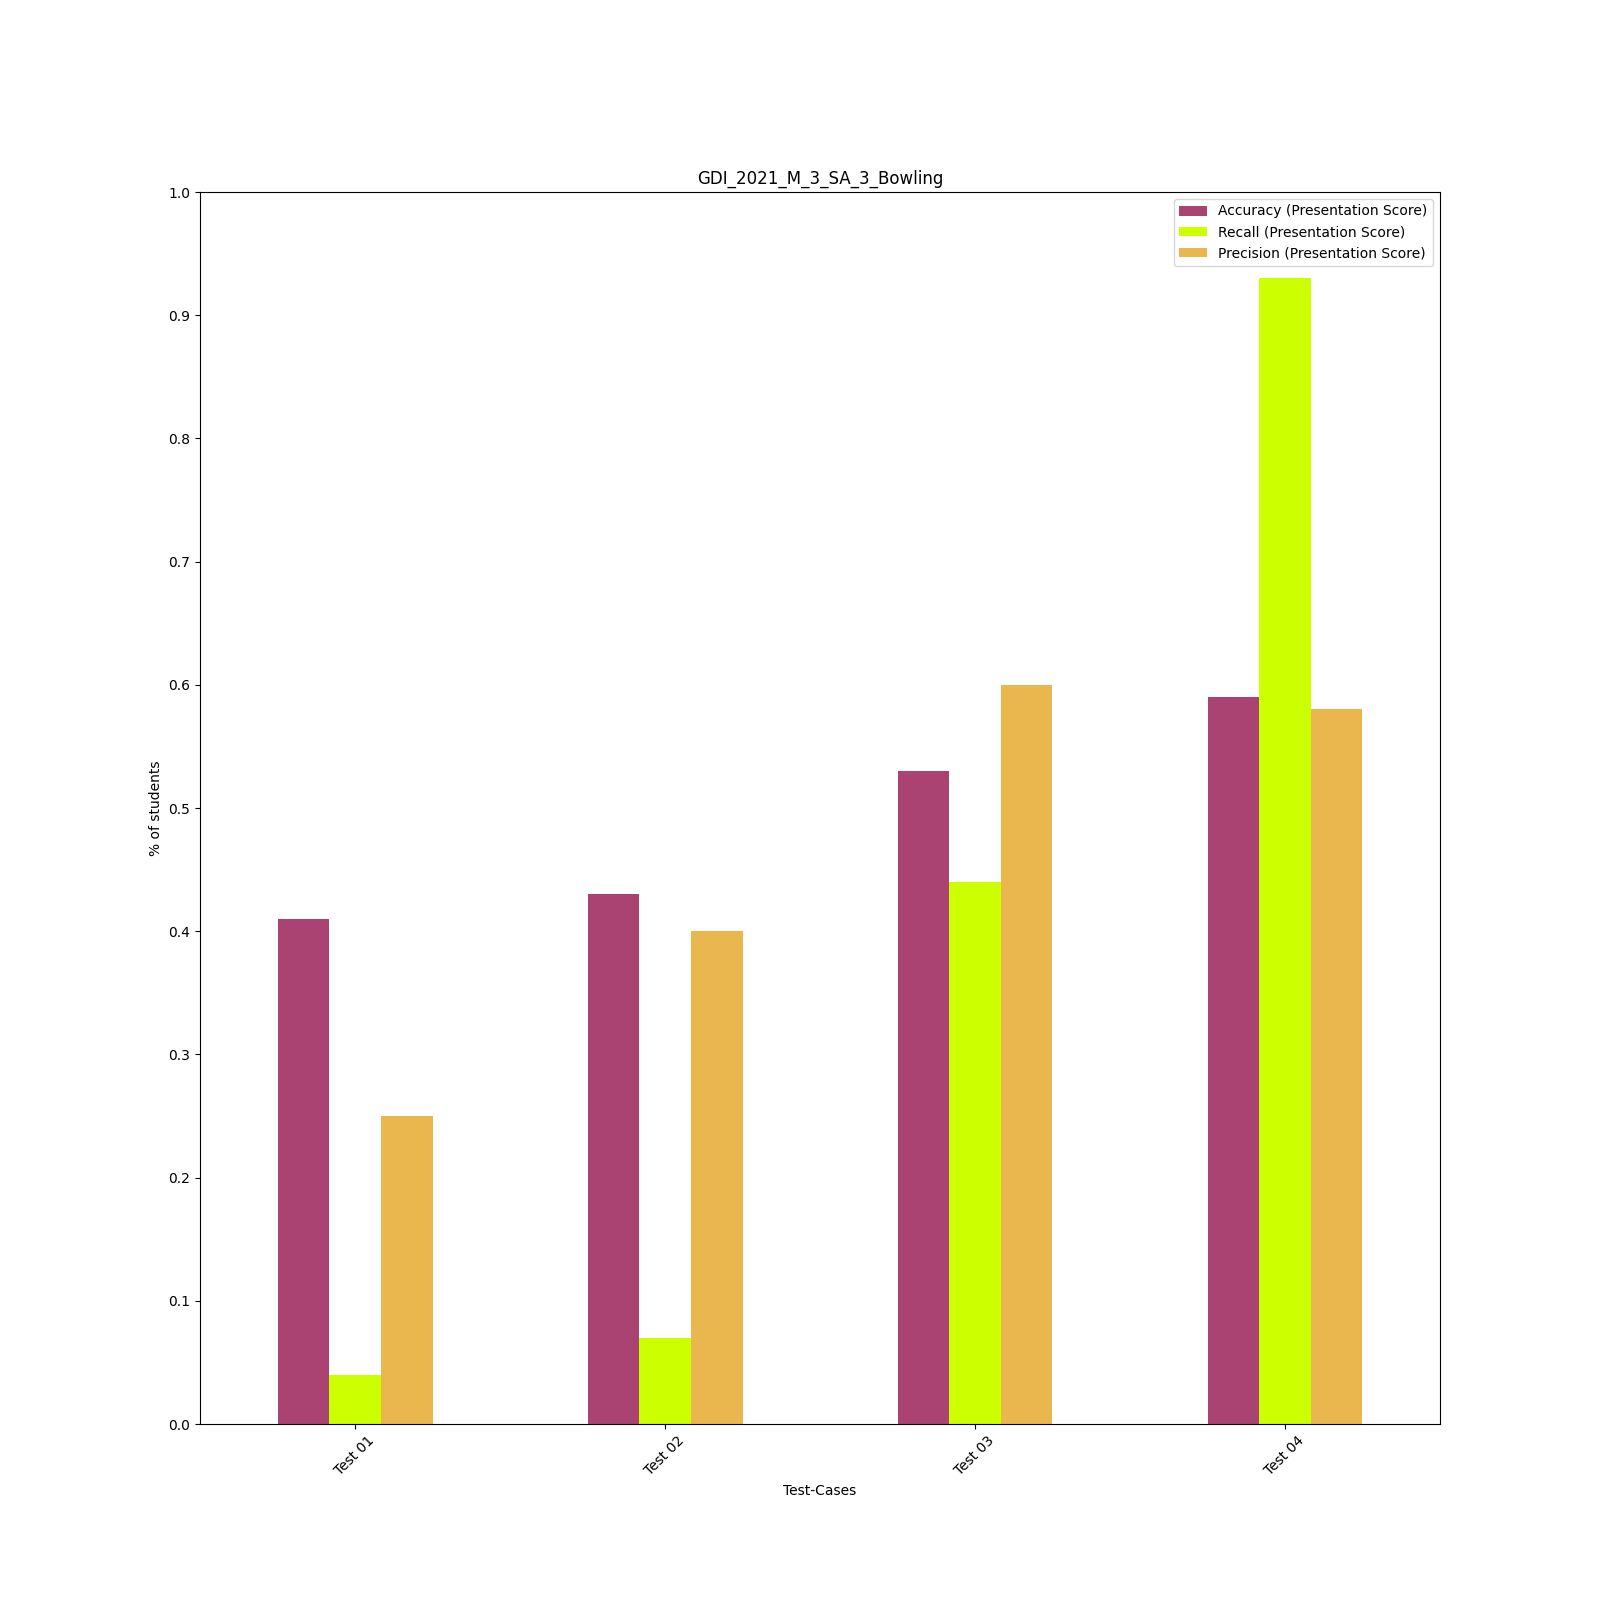 GDI_2021_M_3_SA_3_Bowling
Accuracy (Presentation Score)
Recall (Presentation Score)
Precision (Presentation Score)
% of students
1.0
0.9
0.8
0.7
0.6
0.5
0.4
0.3
0.2
0.1
0.0
Test 01
Test 02
Test 03
Test 04
Test-Cases